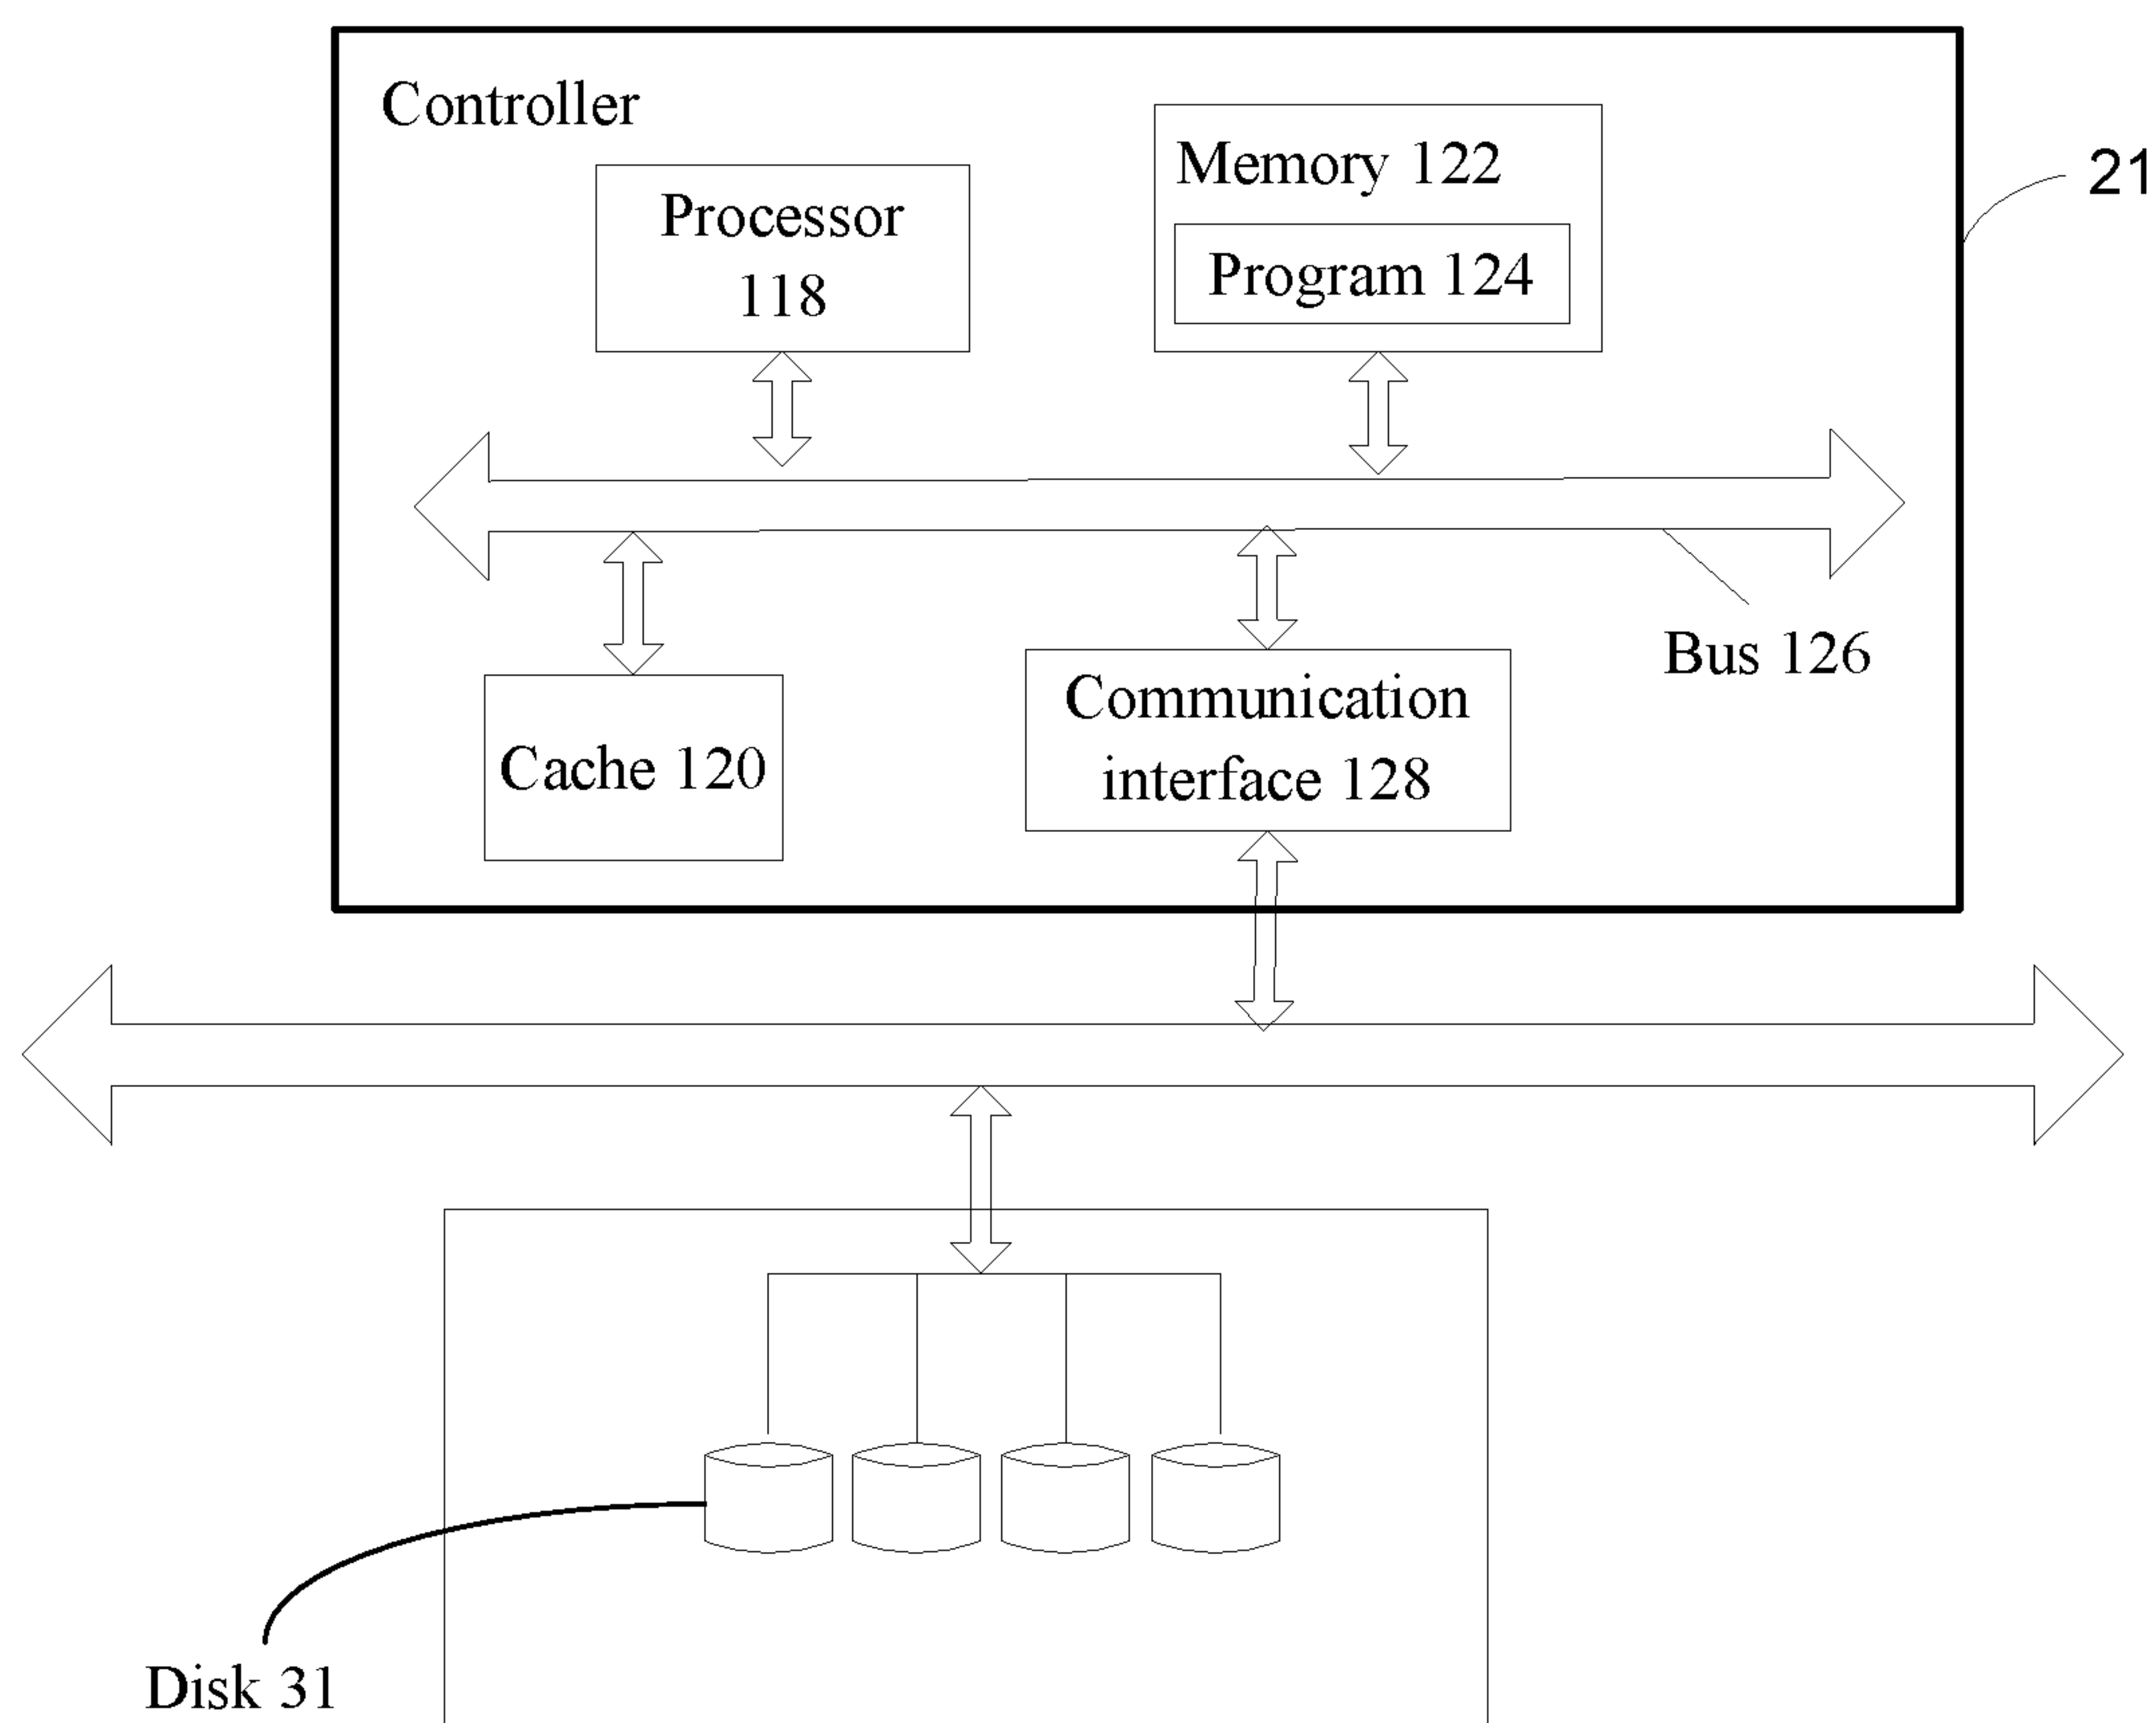 Controller
Memory 122
21
Processor
118
Program 124
Bus 126
Communication
interface 128
Cache 120
Disk 31